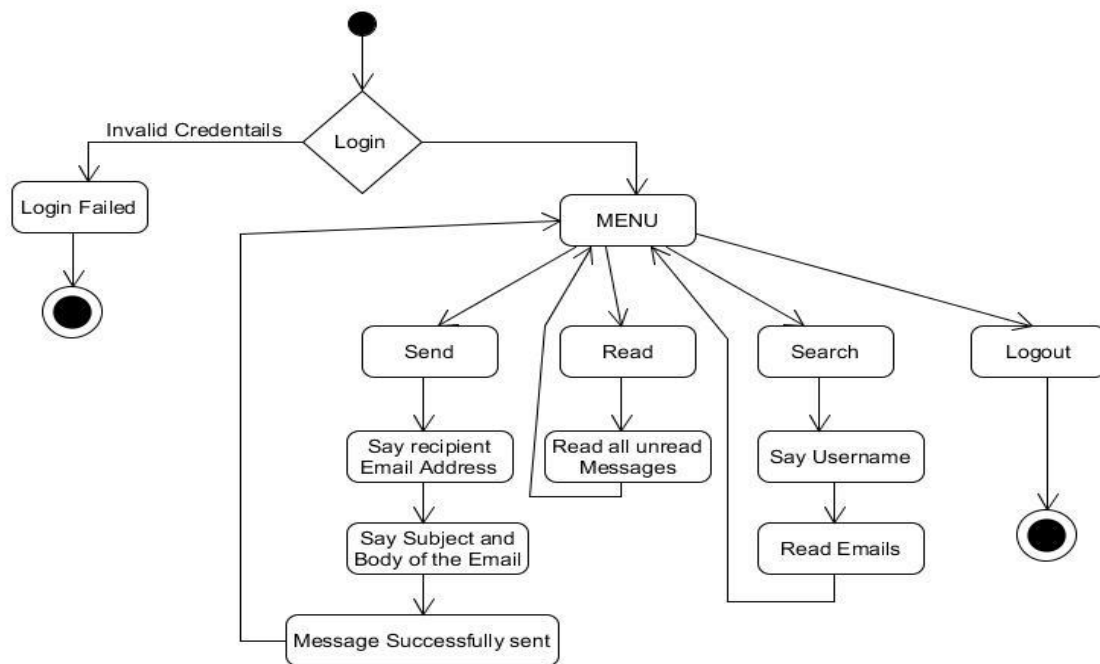 Invalid Credentails
Login
Login Failed
MENU
Send
Read
Search
Logout
Say recipient
Email Address
Read all unread
Messages
Say Username
Say Subject and
Body of the Email
Read Emails
Message Successfully sent